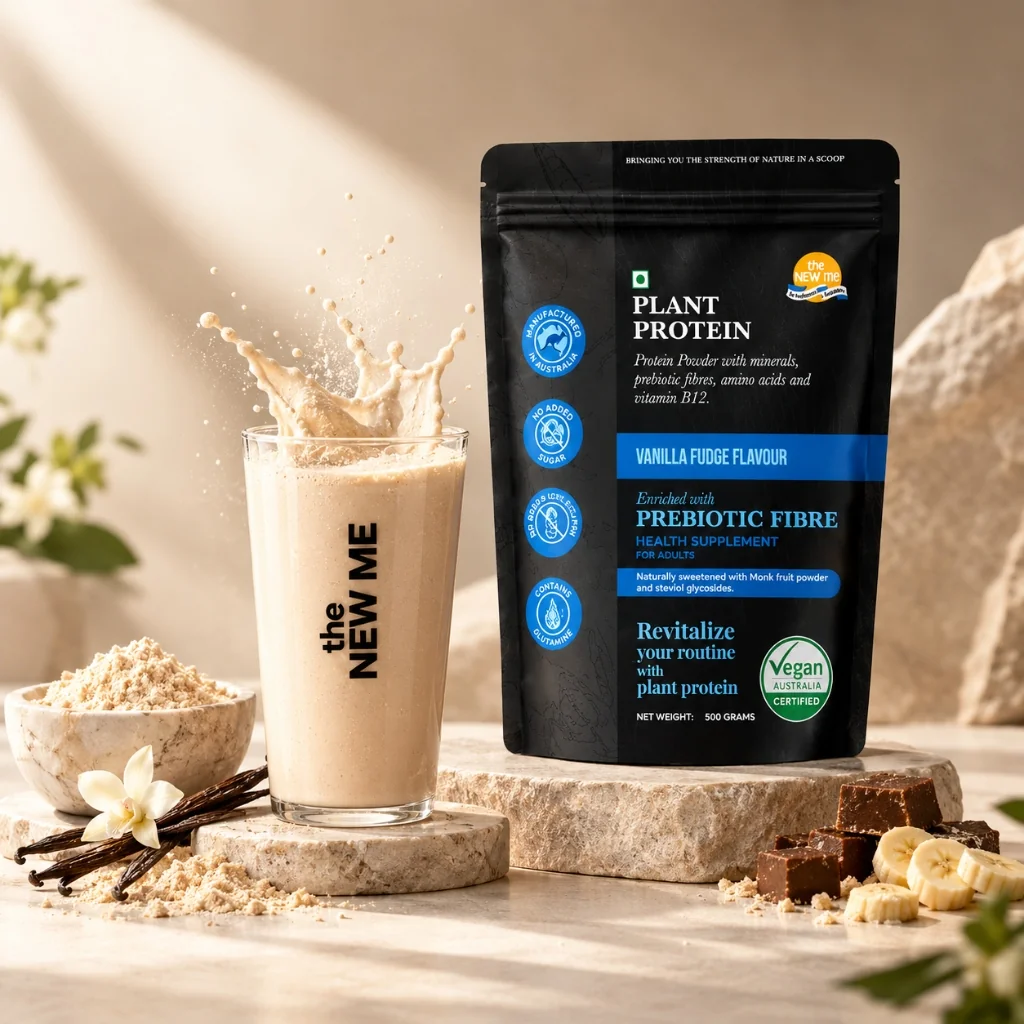 BRINGING YOU THE STRENGTH OF NATURE IN A SCOOP
the
NEW me
PLANT
PROTEIN
Protein Powder with minerals,
prebiotic fibres, amino acids and
vitamin B12.
MANUFACTURED
IN AUSTRALIA
NO ADDED
SUGAR
VANILLA FUDGE FLAVOUR
Enriched with
PREBIOTIC FIBRE
HEALTH SUPPLEMENT
FOR ADULTS
Naturally sweetened with Monk fruit powder
and steviol glycosides.
CONTAINS
GLUTAMINE
Revitalize
your routine
with
plant protein
Vegan
AUSTRALIA
CERTIFIED
NET WEIGHT: 500 GRAMS
the
NEW ME